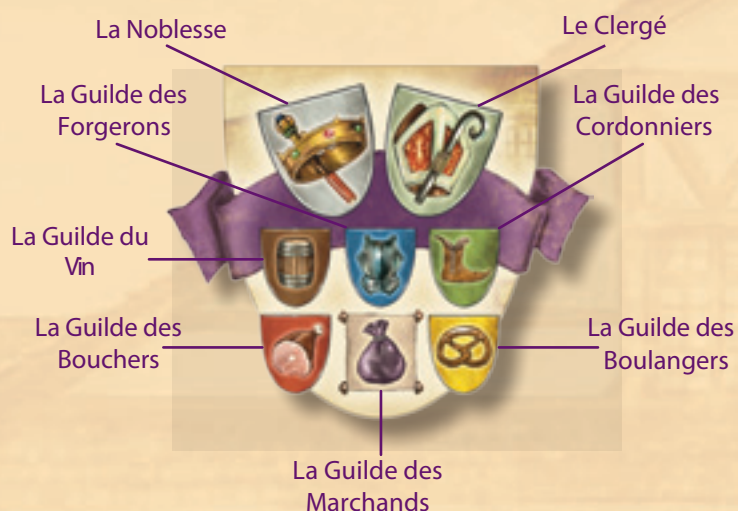 La Noblesse
Le Clergé
La Guilde des
Forgerons
La Guilde des
Cordonniers
La Guilde du
Vin
La Guilde des
Bouchers
La Guilde des
Boulangers
La Guilde des
Marchands